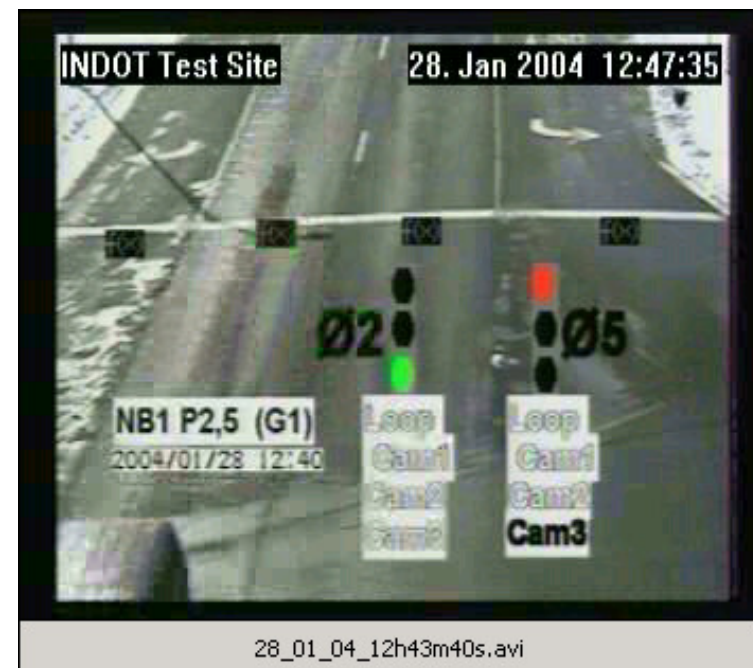 INDOT Test Site 28. Jan 2004 12:47:35
Ø2 Ø5
NB1 P2,5 (G1)
2004/01/28 12:40
Loop Loop
Cam1 Cam1
Cam2 Cam2
Cam3
28_01_04_12h43m40s.avi